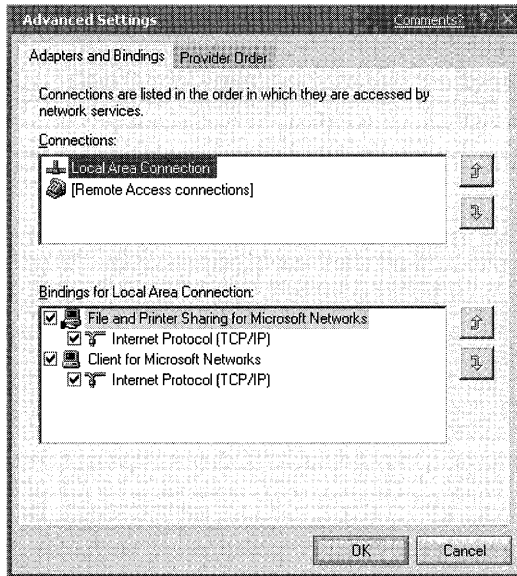 Advanced Settings
Comments? ?
Adapters and Bindings Provider Order
Connections are listed in the order in which they are accessed by
network services.
Connections:
Local Area Connection
[Remote Access connections]
Bindings for Local Area Connection:
File and Printer Sharing for Microsoft Networks
Internet Protocol (TCP/IP)
Client for Microsoft Networks
Internet Protocol (TCP/IP)
OK Cancel